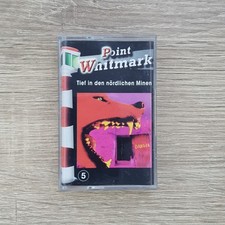 Point
Whitmark
Tief in den nördlichen Minen
5